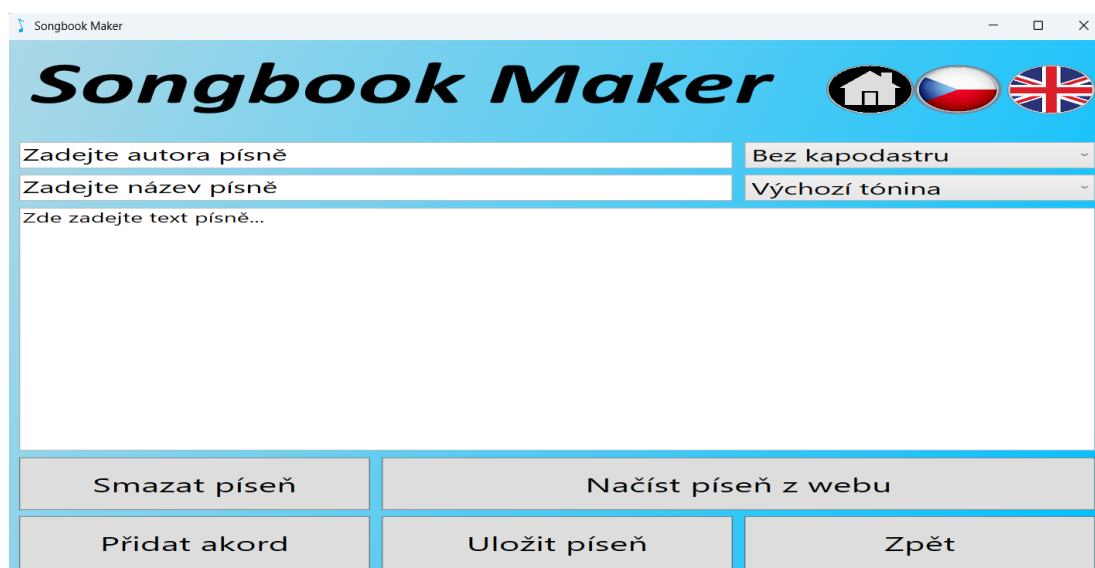 Songbook Maker
Songbook Maker
Zadejte autora písně
Bez kapodastru
Zadejte název písně
Výchozí tónina
Zde zadejte text písně...
Smazat píseň
Načíst píseň z webu
Přidat akord
Uložit píseň
Zpět